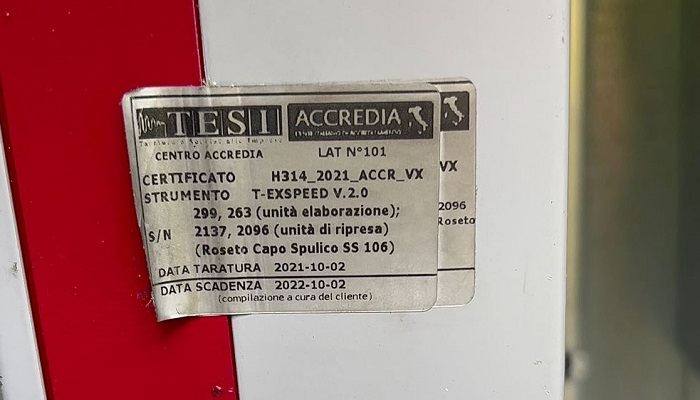 TESI ACCREDIA
CENTRO ACCREDIA LAT N°101
CERTIFICATO H314_2021_ACCR_VX
STRUMENTO T-EXSPEED V.2.0
299, 263 (unità elaborazione);
S/N 2137, 2096 (unità di ripresa)
(Roseto Capo Spulico SS 106)
DATA TARATURA 2021-10-02
DATA SCADENZA 2022-10-02
(compilazione a cura del cliente)
VX
2096
Roseto